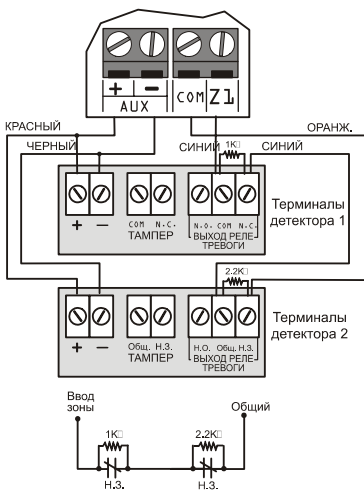 + − COM Z1
AUX
КРАСНЫЙ ОРАНЖ.
ЧЕРНЫЙ СИНИЙ 1K СИНИЙ
+ − COM N.C. N.O. COM N.C.
ТАМПЕР ВЫХОД РЕЛЕ
ТРЕВОГИ
Терминалы
детектора 1
2.2K
+ − Общ. Н.З. Н.О. Общ. Н.З.
ТАМПЕР ВЫХОД РЕЛЕ
ТРЕВОГИ
Терминалы
детектора 2
Ввод
зоны
Общий
1K 2.2K
Н.З. Н.З.